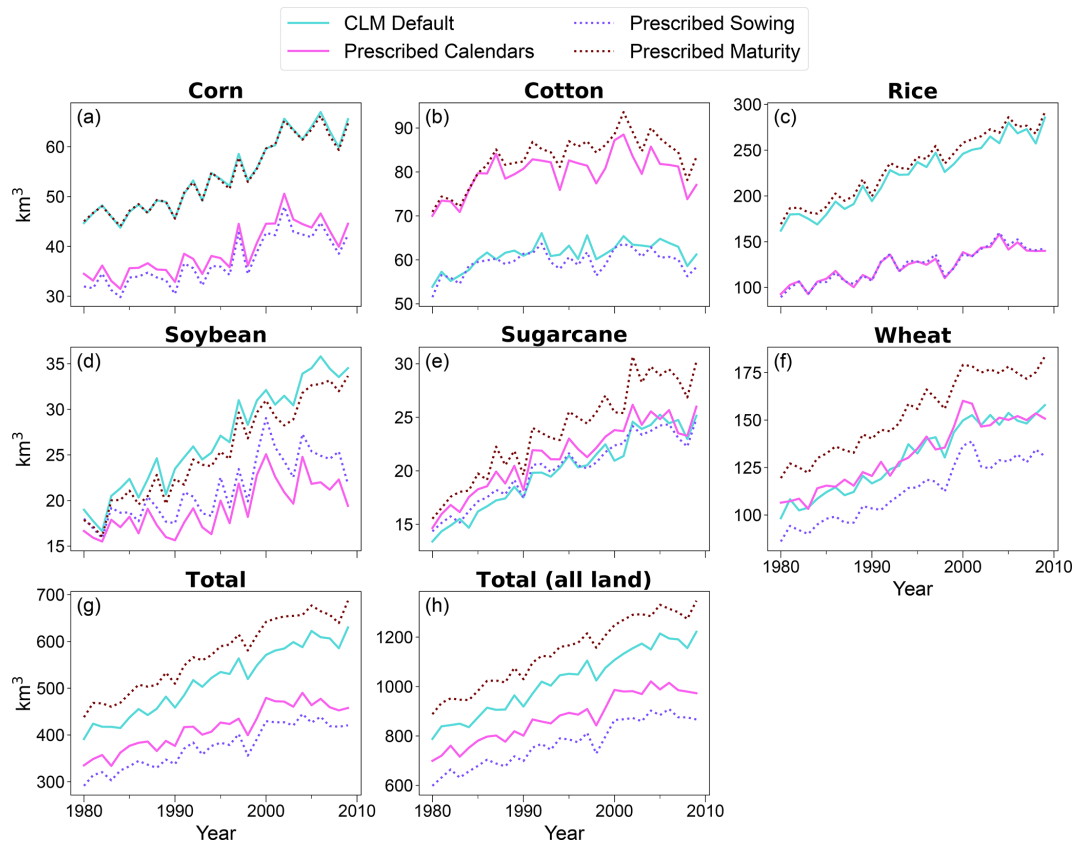 CLM Default
Prescribed Sowing
Prescribed Calendars
Prescribed Maturity
Corn
Cotton
Rice
(a)
(b)
(c)
km³
60
50
40
30
90
80
70
60
50
300
250
200
150
100
Soybean
Sugarcane
Wheat
(d)
(e)
(f)
km³
35
30
25
20
15
30
25
20
15
175
150
125
100
1980
1990
2000
2010
Year
Total
Total (all land)
(g)
(h)
km³
700
600
500
400
300
1200
1000
800
600
1980
1990
2000
2010
1980
1990
2000
2010
Year
Year